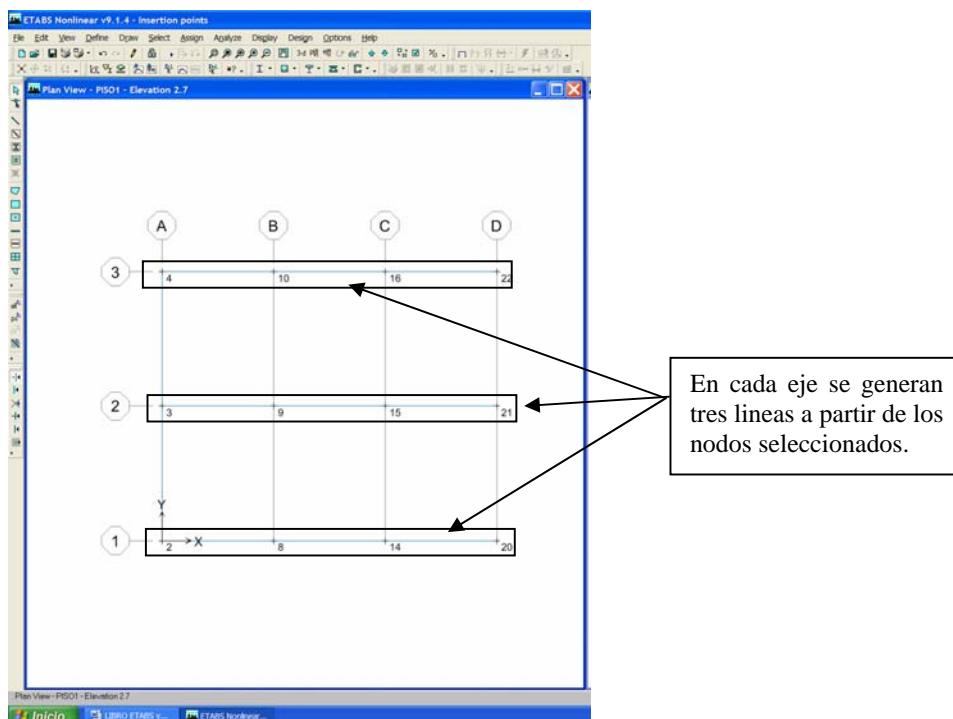 ETABS Nonlinear v9.1.4 - Insertion points
File Edit View Define Draw Select Assign Analyze Display Design Options Help
Plan View - PISO1 - Elevation 2.7
A B C D
3
4 10 16 22
2
3 9 15 21
Y
1
X
2 8 14 20
En cada eje se generan
tres lineas a partir de los
nodos seleccionados.
Plan View - PISO1 - Elevation 2.7
Inicio LIBRO ETABS v... ETABS Nonlinear...